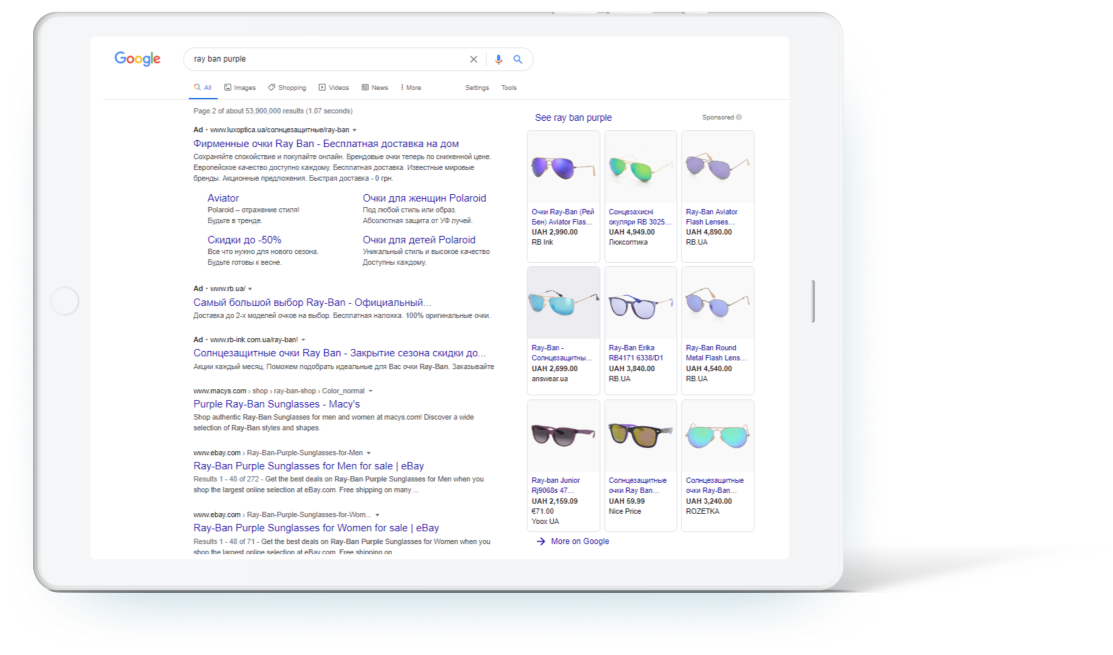 Google
ray ban purple
All
Images
Shopping
Videos
News
More
Settings
Tools
Page 2 of about 53,900,000 results (1.07 seconds)
Ad · www.luxoptica.ua/солнцезащитные/ray-ban
Фирменные очки Ray Ban - Бесплатная доставка на дом
Сохраняйте спокойствие и покупайте онлайн. Брендовые очки теперь по сниженной цене.
Европейское качество доступно каждому. Бесплатная доставка. Известные мировые
бренды. Акционные предложения. Быстрая доставка - 0 грн.
Aviator
Polaroid – отражение стиля!
Будьте в тренде.
Очки для женщин Polaroid
Под любой стиль или образ.
Абсолютная защита от УФ лучей.
Скидки до -50%
Все что нужно для нового сезона.
Будьте готовы к весне.
Очки для детей Polaroid
Уникальный стиль и высокое качество
Доступны каждому.
Ad · www.rb.ua/
Самый большой выбор Ray-Ban - Официальный...
Доставка до 2-х моделей очков на выбор. Бесплатная наложка. 100% оригинальные очки.
Ad · www.rb-ink.com.ua/ray-ban/
Солнцезащитные очки Ray Ban - Закрытие сезона скидки до...
Акции каждый месяц. Поможем подобрать идеальные для Вас очки Ray-Ban. Заказывайте
www.macys.com › shop › ray-ban-shop › Color_normal
Purple Ray-Ban Sunglasses - Macy's
Shop authentic Ray-Ban Sunglasses for men and women at macys.com! Discover a wide
selection of Ray-Ban styles and shapes.
www.ebay.com › Ray-Ban-Purple-Sunglasses-for-Men
Ray-Ban Purple Sunglasses for Men for sale | eBay
Results 1 - 48 of 272 - Get the best deals on Ray-Ban Purple Sunglasses for Men when you
shop the largest online selection at eBay.com. Free shipping on many ...
www.ebay.com › Ray-Ban-Purple-Sunglasses-for-Wom...
Ray-Ban Purple Sunglasses for Women for sale | eBay
Results 1 - 48 of 71 - Get the best deals on Ray-Ban Purple Sunglasses for Women when you
shop the largest online selection at eBay.com. Free shipping on
See ray ban purple
Sponsored
Очки Ray-Ban (Рей
Бен) Aviator Flas...
UAH 2,990.00
RB Ink
Сонцезахисні
окуляри RB 3025...
UAH 4,949.00
Люксоптика
Ray-Ban Aviator
Flash Lenses...
UAH 4,890.00
RB.UA
Ray-Ban -
Солнцезащитны...
UAH 2,699.00
answear.ua
Ray-Ban Erika
RB4171 6338/D1
UAH 3,840.00
RB.UA
Ray-Ban Round
Metal Flash Lens...
UAH 4,540.00
RB.UA
Ray-ban Junior
Rj9068s 47...
UAH 2,159.09
€71.00
Yoox UA
Солнцезащитные
очки Ray Ban...
UAH 59.99
Nice Price
Солнцезащитные
очки Ray-Ban...
UAH 3,240.00
ROZETKA
More on Google